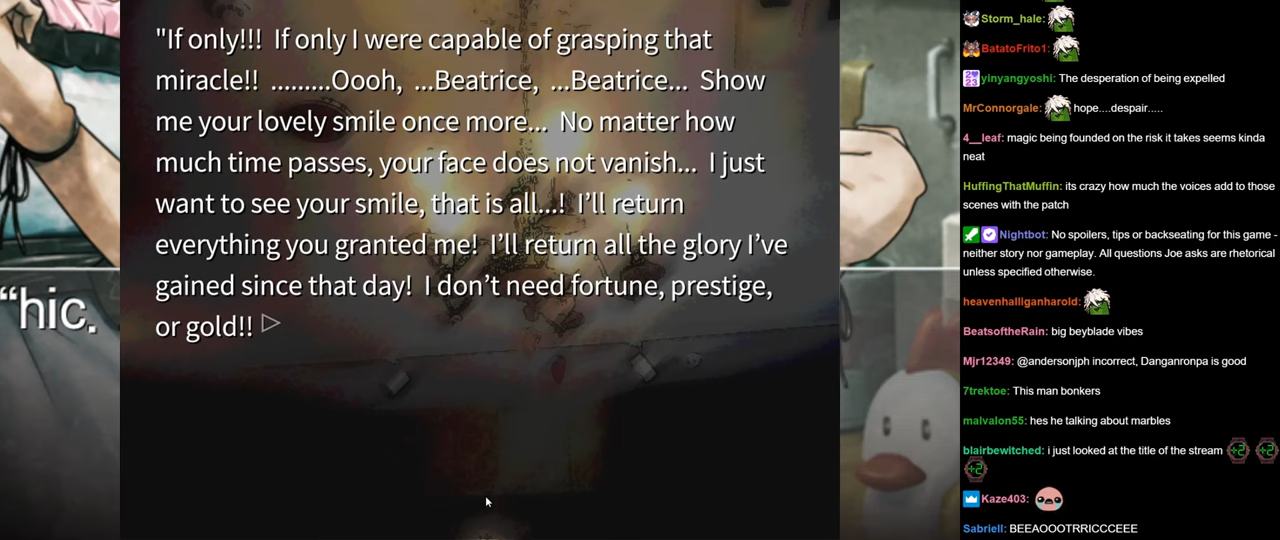 "If only!!!  If only I were capable of grasping that
miracle!!  .........Oooh,  ...Beatrice,  ...Beatrice...  Show
me your lovely smile once more...  No matter how
much time passes, your face does not vanish...  I just
want to see your smile, that is all...!  I'll return
everything you granted me!  I'll return all the glory I've
gained since that day!  I don't need fortune, prestige,
or gold!!
“hic.
Storm_hale:
BatatoFrito1:
yinyangyoshi: The desperation of being expelled
MrConnorgale: hope....despair.....
4__leaf: magic being founded on the risk it takes seems kinda
neat
HuffingThatMuffin: its crazy how much the voices add to those
scenes with the patch
Nightbot: No spoilers, tips or backseating for this game -
neither story nor gameplay. All questions Joe asks are rhetorical
unless specified otherwise.
heavenhalliganharold:
BeatsoftheRain: big beyblade vibes
Mjr12349: @andersonjph incorrect, Danganronpa is good
7trektoe: This man bonkers
malvalon55: hes he talking about marbles
blairbewitched: i just looked at the title of the stream +2 +2
+2
Kaze403:
Sabriell: BEEAOOOTRRICCCEEE